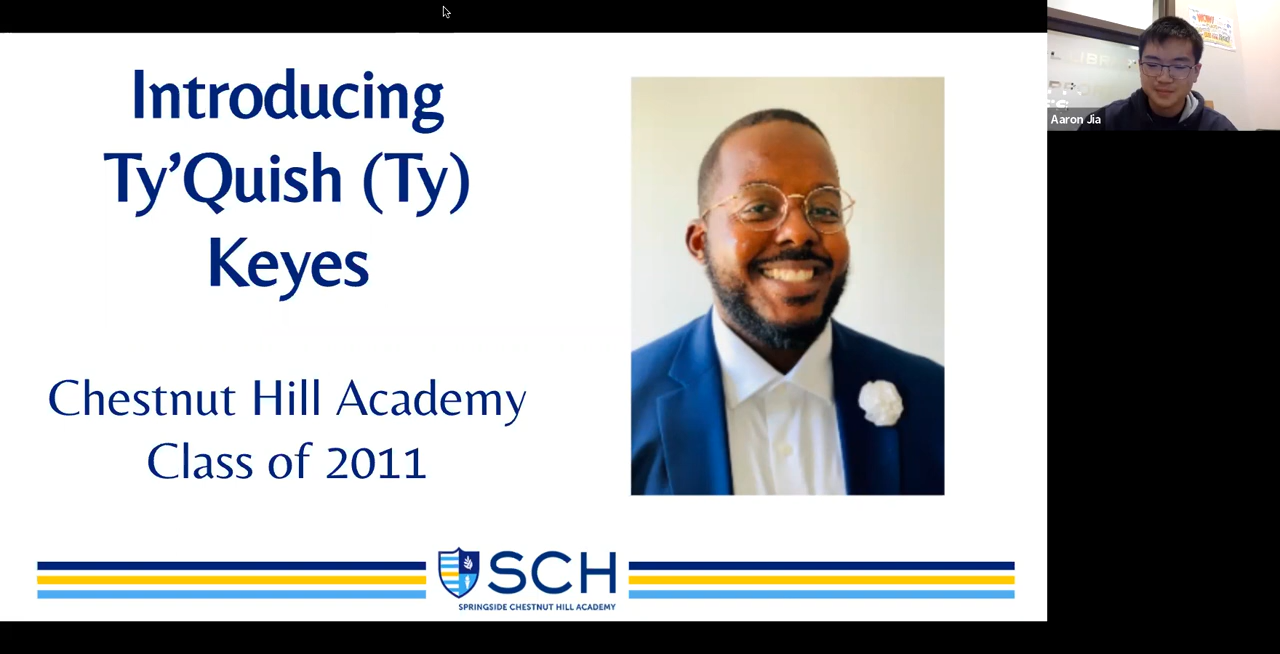 Introducing
Ty’Quish (Ty)
Keyes
Chestnut Hill Academy
Class of 2011
SCH
SPRINGSIDE CHESTNUT HILL ACADEMY
Aaron Jia